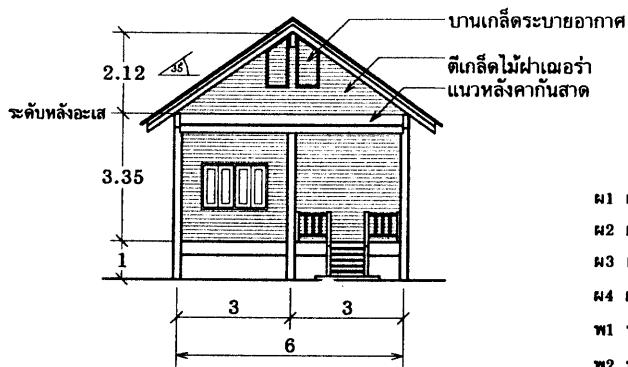 บานเกล็ดระบายอากาศ
2.12
35
ตีเกล็ดไม้ฝาเฌอร่า
แนวหลังคากันสาด
ระดับหลังอะเส
3.35
1
3
3
6
ผ1
ผ2
ผ3
ผ4
พ1
พ2